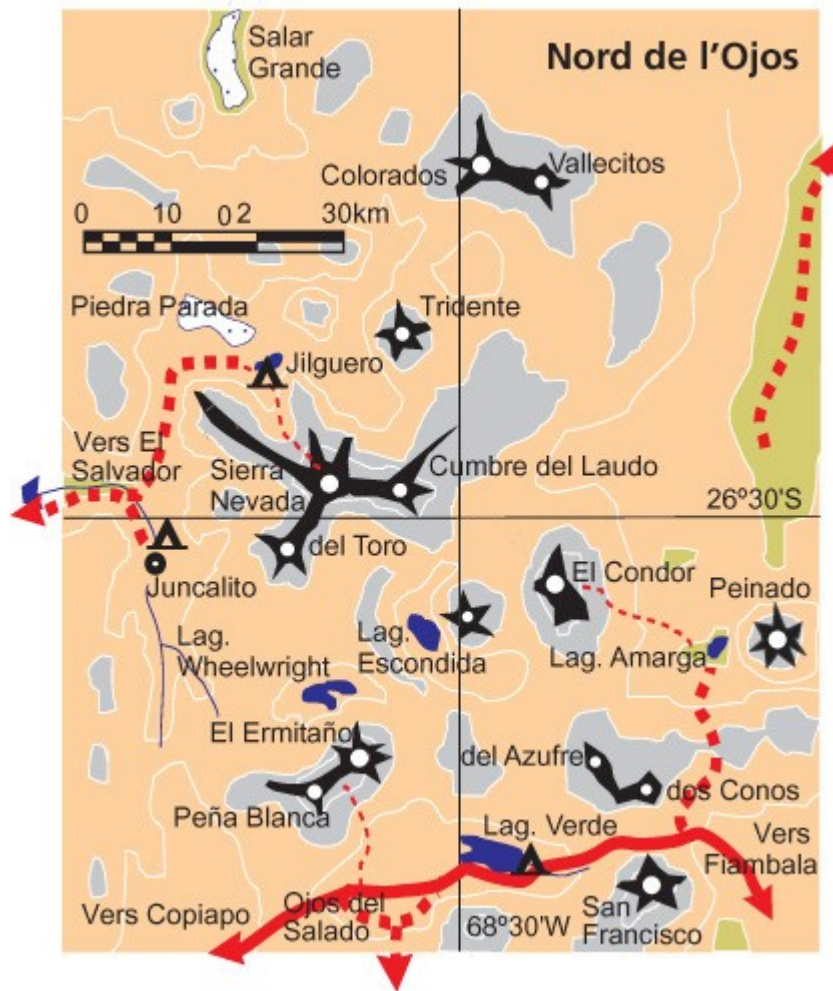 Salar
Grande
Nord de l'Ojos
Colorados
Vallecitos
0 10 02 30km
Piedra Parada
Tridente
Jilguero
Vers El
Salvador
Sierra
Nevada
Cumbre del Laudo
26º30'S
del Toro
El Condor
Juncalito
Peinado
Lag.
Wheelwright
Lag.
Escondida
Lag. Amarga
El Ermitaño
del Azufre
dos Conos
Peña Blanca
Lag. Verde
Vers
Fiambala
Vers Copiapo
Ojos del
Salado
68º30'W
San
Francisco